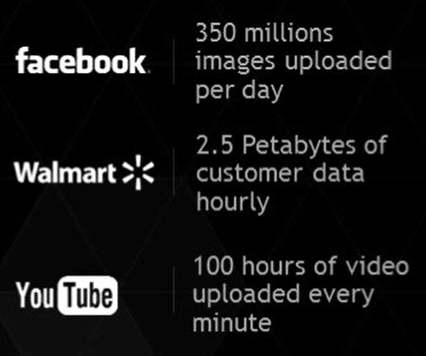 facebook.
350 millions
images uploaded
per day
Walmart
2.5 Petabytes of
customer data
hourly
YouTube
100 hours of video
uploaded every
minute